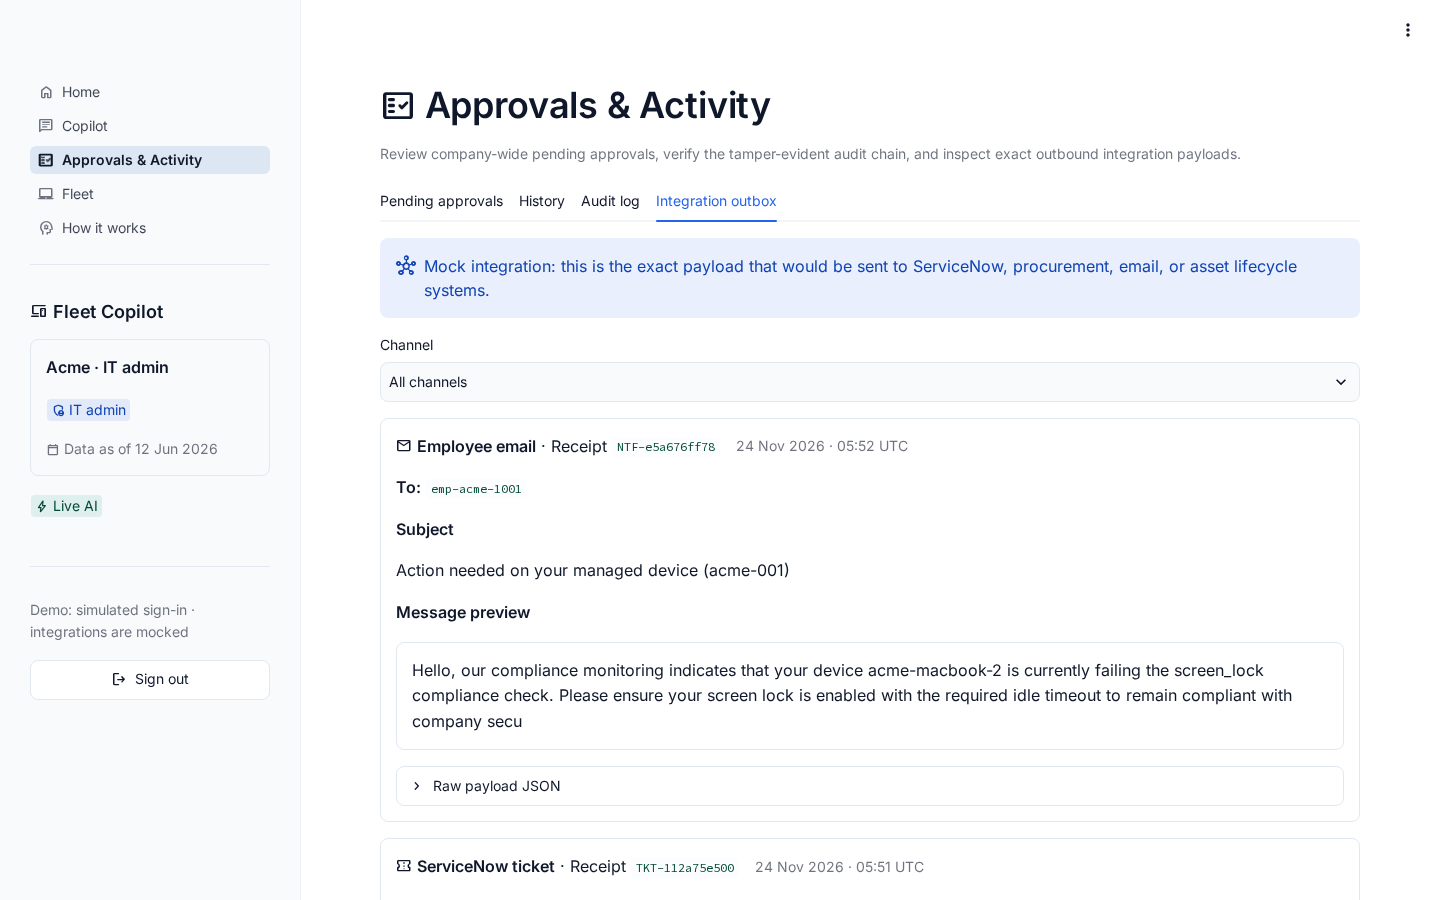 Home
Copilot
Approvals & Activity
Fleet
How it works
Fleet Copilot
Acme · IT admin
IT admin
Data as of 12 Jun 2026
Live AI
Demo: simulated sign-in ·
integrations are mocked
Sign out
Approvals & Activity
Review company-wide pending approvals, verify the tamper-evident audit chain, and inspect exact outbound integration payloads.
Pending approvals History Audit log Integration outbox
Mock integration: this is the exact payload that would be sent to ServiceNow, procurement, email, or asset lifecycle
systems.
Channel
All channels
Employee email · Receipt NTF-e5a676ff78 24 Nov 2026 · 05:52 UTC
To: emp-acme-1001
Subject
Action needed on your managed device (acme-001)
Message preview
Hello, our compliance monitoring indicates that your device acme-macbook-2 is currently failing the screen_lock
compliance check. Please ensure your screen lock is enabled with the required idle timeout to remain compliant with
company secu
Raw payload JSON
ServiceNow ticket · Receipt TKT-112a75e500 24 Nov 2026 · 05:51 UTC